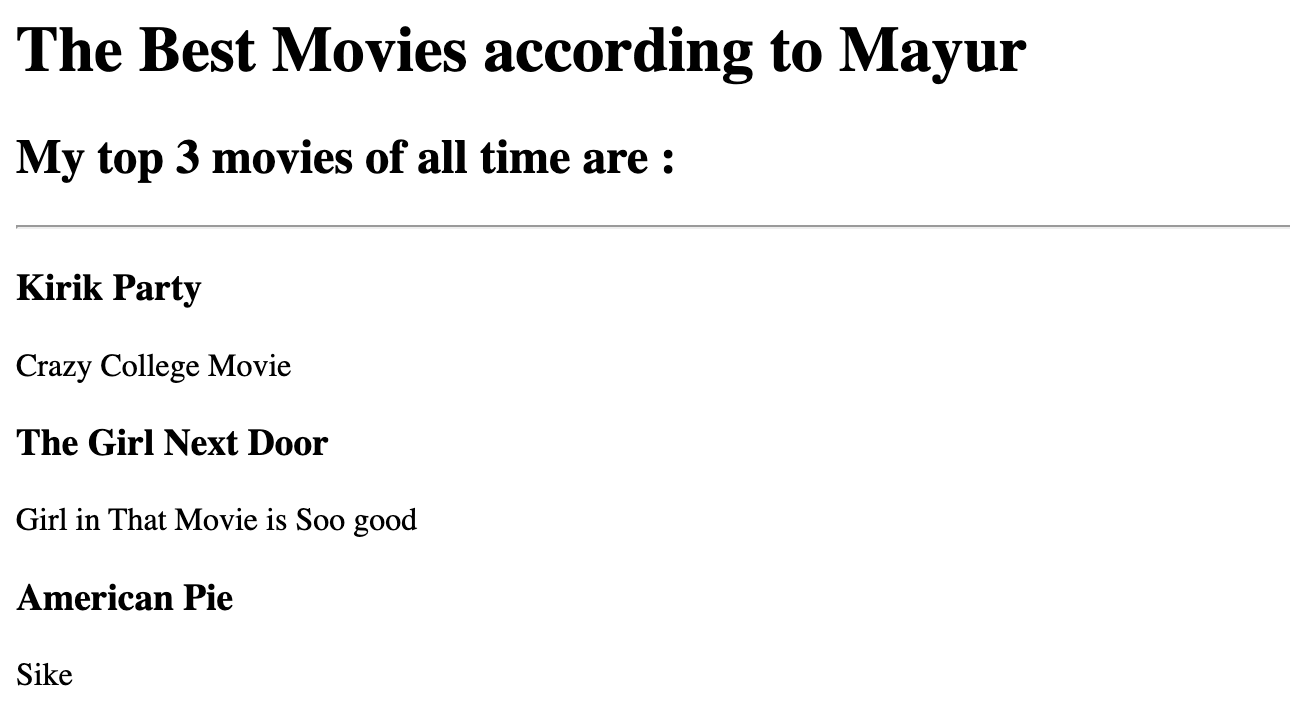 The Best Movies according to Mayur
My top 3 movies of all time are :
Kirik Party
Crazy College Movie
The Girl Next Door
Girl in That Movie is Soo good
American Pie
Sike